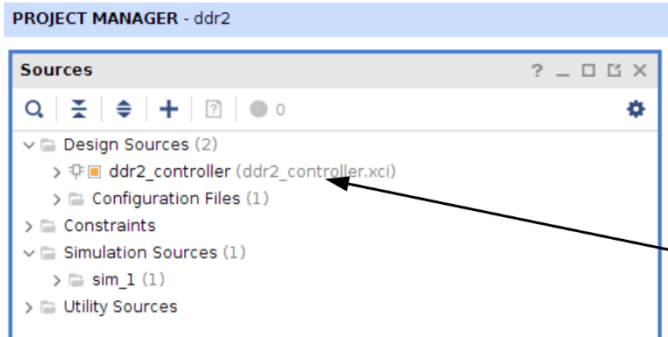 PROJECT MANAGER - ddr2
Sources
0
Design Sources (2)
ddr2_controller (ddr2_controller.xci)
Configuration Files (1)
Constraints
Simulation Sources (1)
sim_1 (1)
Utility Sources